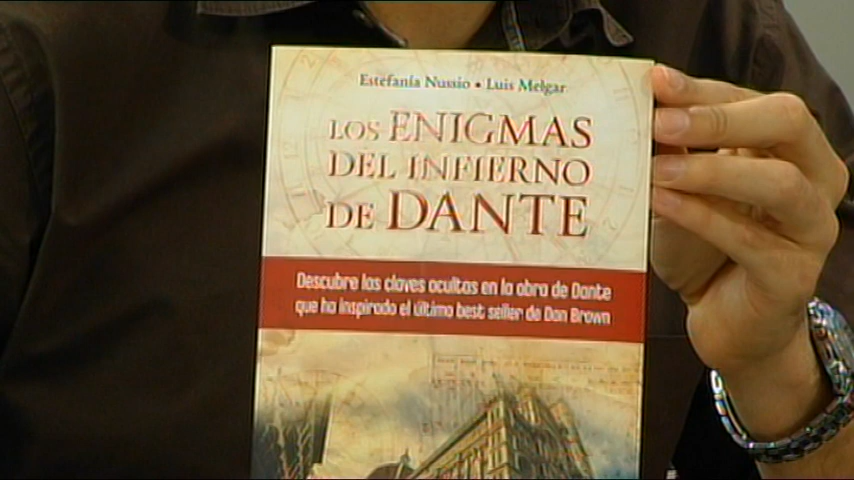 Estefanía Nussio • Luis Melgar
LOS ENIGMAS
DEL INFIERNO
DE DANTE
Descubre las claves ocultas en la obra de Dante
que ha inspirado el último best seller de Dan Brown